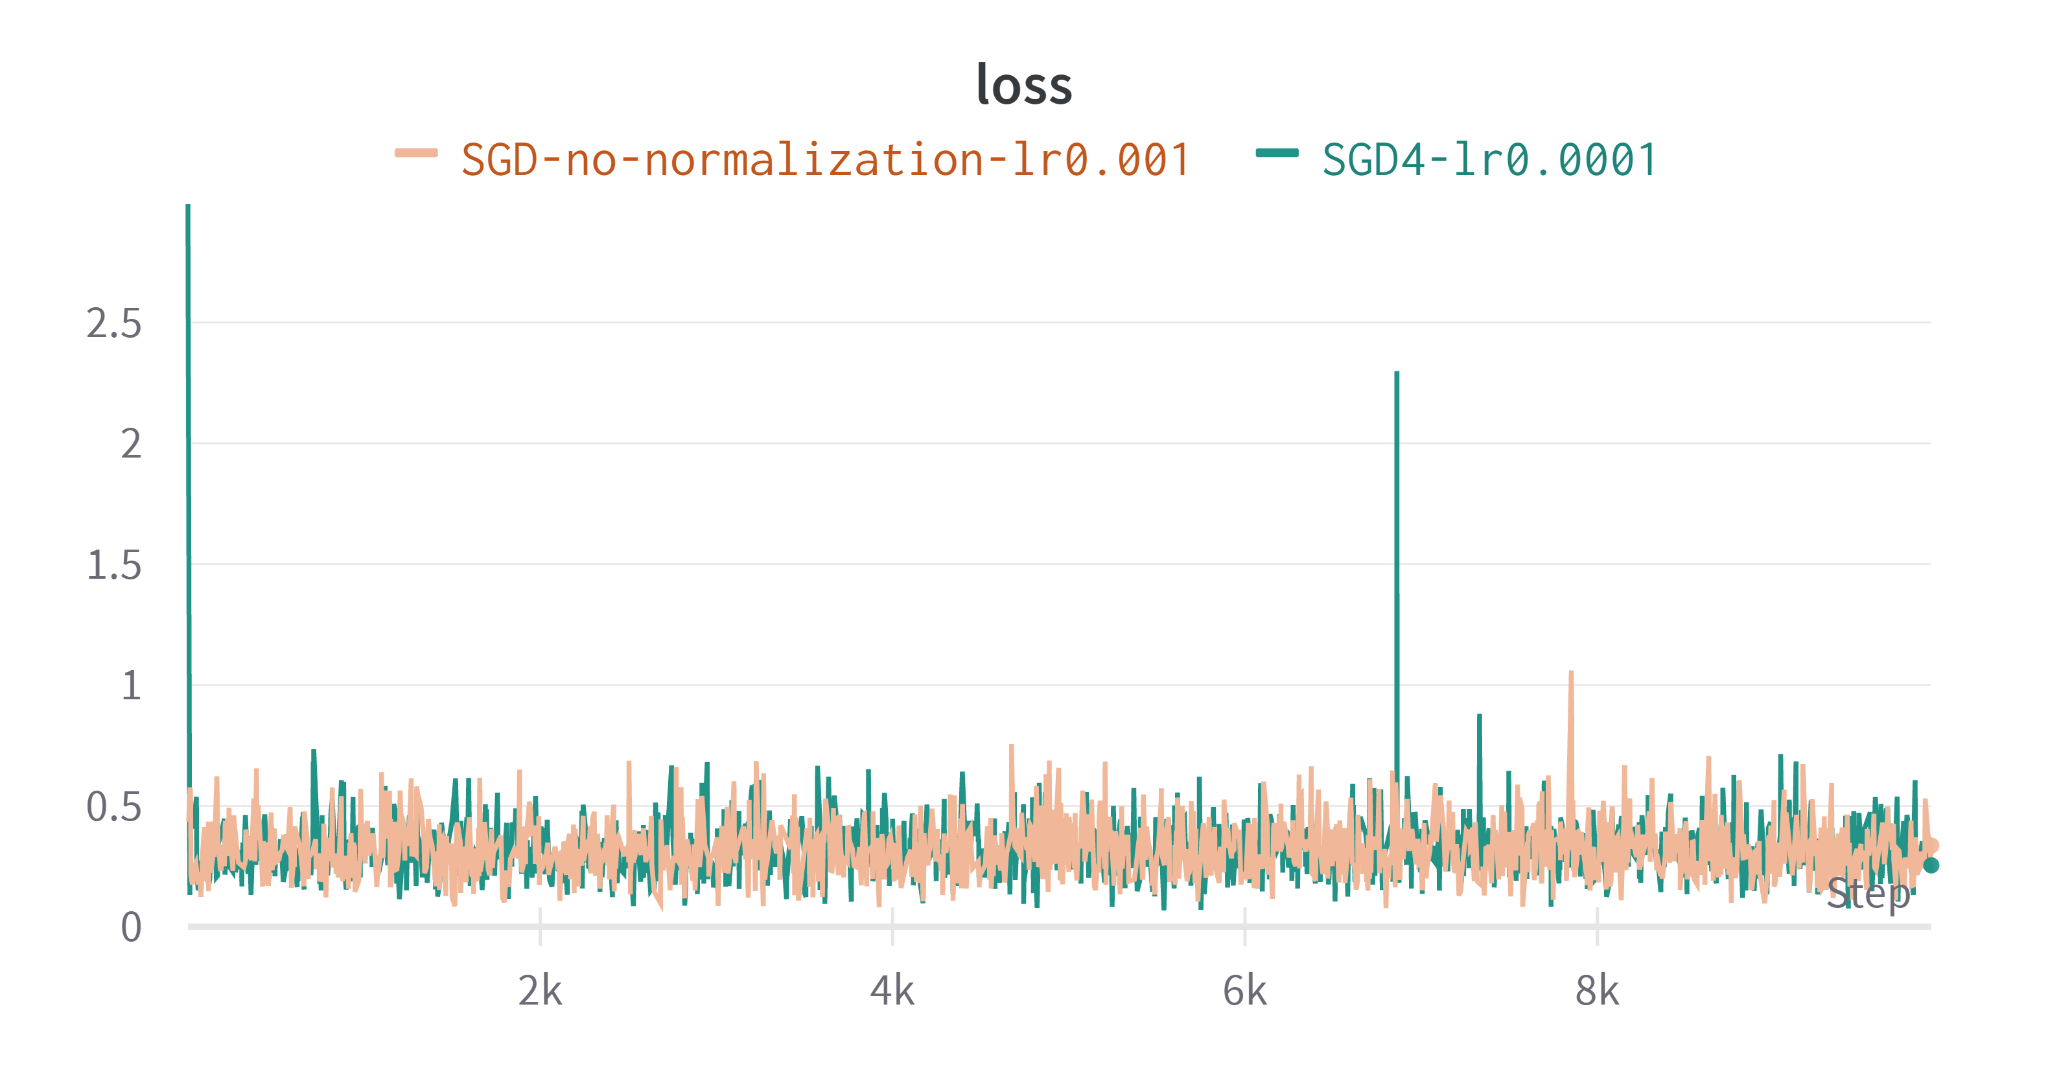 loss
SGD-no-normalization-lr0.001 SGD4-lr0.0001
2.5
2
1.5
1
0.5
0
Step
2k 4k 6k 8k